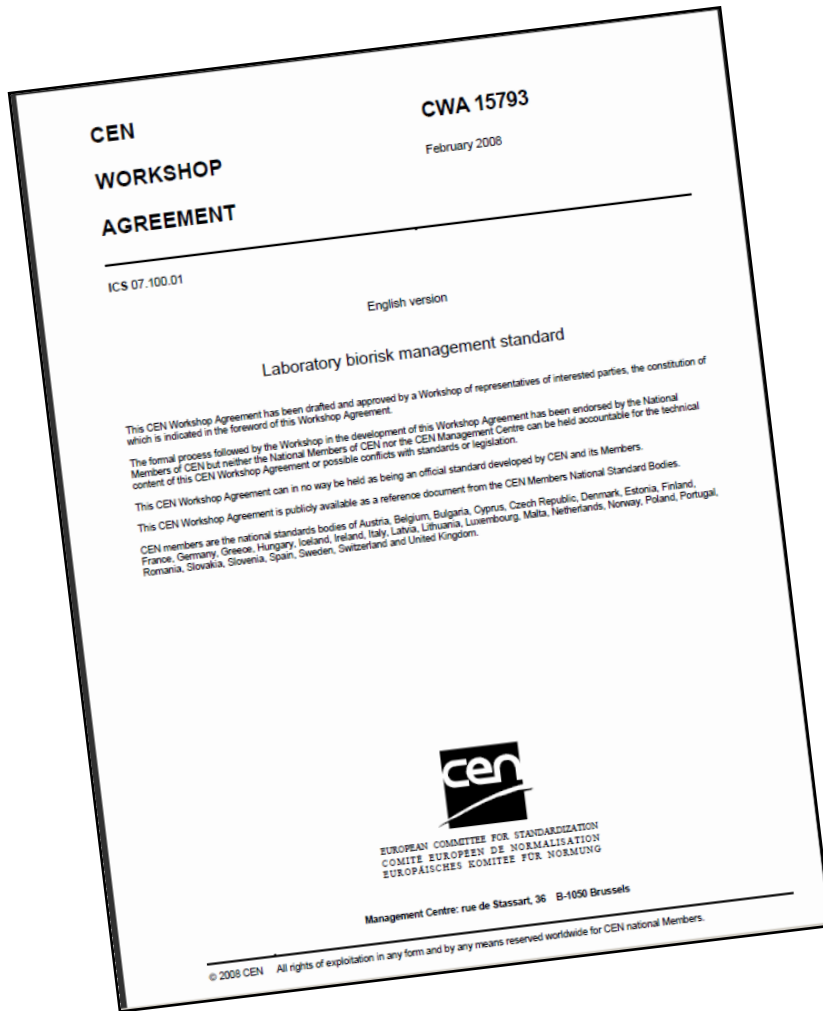 CEN
CWA 15793
WORKSHOP
February 2008
AGREEMENT
ICS 07.100.01
English version
Laboratory biorisk management standard
This CEN Workshop Agreement has been drafted and approved by a Workshop of representatives of interested parties, the constitution of
which is indicated in the foreword of this Workshop Agreement.
The formal process followed by the Workshop in the development of this Workshop Agreement has been endorsed by the National
Members of CEN but neither the National Members of CEN nor the CEN Management Centre can be held accountable for the technical
content of this CEN Workshop Agreement or possible conflicts with standards or legislation.
This CEN Workshop Agreement can in no way be held as being an official standard developed by CEN and its Members.
This CEN Workshop Agreement is publicly available as a reference document from the CEN Members National Standard Bodies.
CEN members are the national standards bodies of Austria, Belgium, Bulgaria, Cyprus, Czech Republic, Denmark, Estonia, Finland,
France, Germany, Greece, Hungary, Iceland, Ireland, Italy, Latvia, Lithuania, Luxembourg, Malta, Netherlands, Norway, Poland, Portugal,
Romania, Slovakia, Slovenia, Spain, Sweden, Switzerland and United Kingdom.
cen
EUROPEAN COMMITTEE FOR STANDARDIZATION
COMITÉ EUROPÉEN DE NORMALISATION
EUROPÄISCHES KOMITEE FÜR NORMUNG
Management Centre: rue de Stassart, 36 B-1050 Brussels
© 2008 CEN All rights of exploitation in any form and by any means reserved worldwide for CEN national Members.